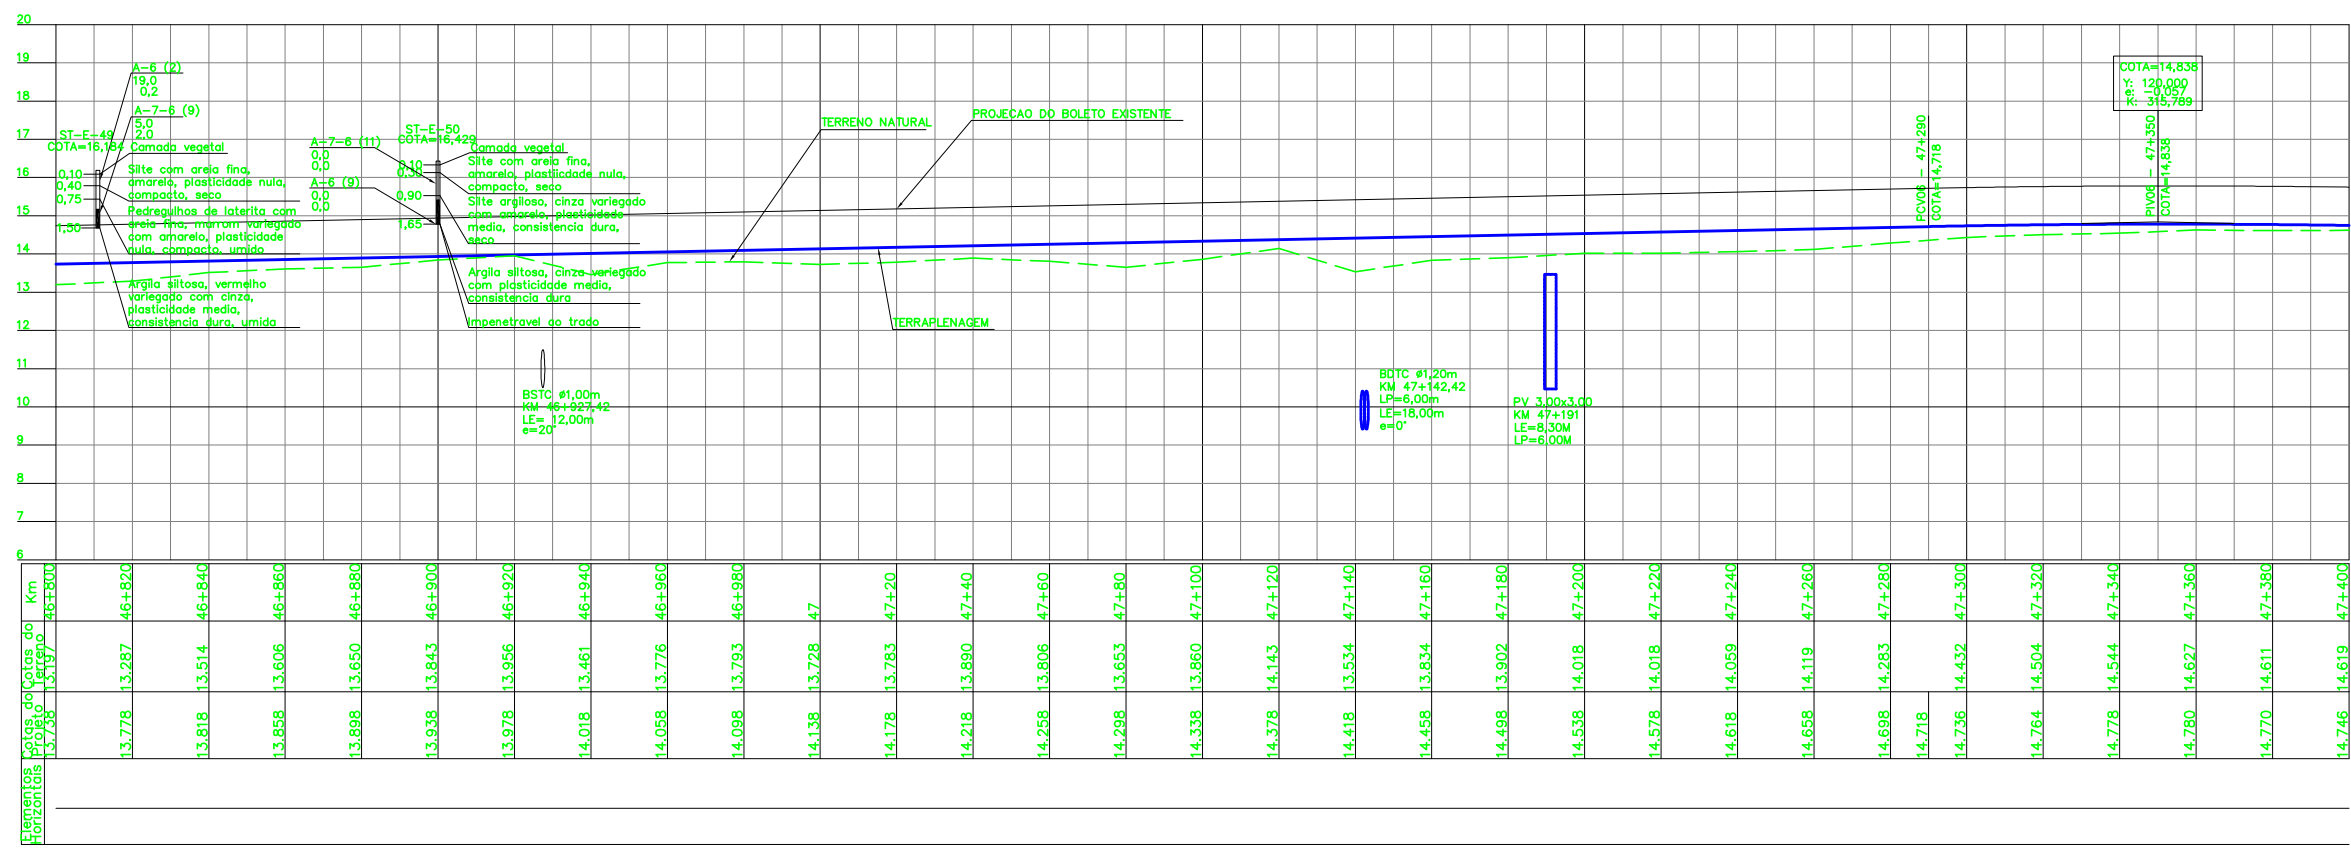 20
19
18
17
16
15
14
13
12
11
10
9
8
7
6
A-6 (2)
19,0
0,2
A-7-6 (9)
5,0
2,0
ST-E-49
COTA=16,184
Camada vegetal
0,10
0,40
0,75
1,50
Silte com areia fina,
amarelo, plasticdade nula,
compacto, seco
Pedregulhos de laterita com
areia fina, marrom variegado
com amarelo, plasticidade
nula, compacto, umido
Argila siltosa, vermelho
variegado com cinza,
plasticidade media,
consistencia dura, umida
A-7-6 (11)
0,0
0,0
A-6 (9)
0,0
0,0
ST-E-50
COTA=16,429
0,10
0,30
0,90
1,65
Camada vegetal
Silte com areia fina,
amarelo, plasticdade nula,
compacto, seco
Silte argiloso, cinza variegado
com amarelo, plasticidade
media, consistencia dura,
seco
Argila siltosa, cinza variegado
com plasticidade media,
consistencia dura
Impenetravel ao trado
BSTC ø1,00m
KM 46+927,42
LE= 12,00m
e=20°
TERRENO NATURAL
PROJECAO DO BOLETO EXISTENTE
TERRAPLENAGEM
BDTC ø1,20m
KM 47+142,42
LP=6,00m
LE=18,00m
e=0°
PV 3.00x3.00
KM 47+191
LE=8,30M
LP=6,00M
PCV06 - 47+290
COTA=14,718
COTA=14,838
Y: 120.000
e: -0,057
K: 315,789
PIV06 - 47+350
COTA=14,838
Km
46+800 46+820 46+840 46+860 46+880 46+900 46+920 46+940 46+960 46+980 47 47+20 47+40 47+60 47+80 47+100 47+120 47+140 47+160 47+180 47+200 47+220 47+240 47+260 47+280 47+300 47+320 47+340 47+360 47+380 47+400
Cotas do
Terreno
13.197 13.287 13.514 13.606 13.650 13.843 13.956 13.461 13.776 13.793 13.728 13.783 13.890 13.806 13.653 13.860 14.143 13.534 13.834 13.902 14.018 14.018 14.059 14.119 14.283 14.432 14.504 14.544 14.627 14.611 14.619
Cotas do
Projeto
13.738 13.778 13.818 13.858 13.898 13.938 13.978 14.018 14.058 14.098 14.138 14.178 14.218 14.258 14.298 14.338 14.378 14.418 14.458 14.498 14.538 14.578 14.618 14.658 14.698 14.718 14.736 14.764 14.778 14.780 14.770 14.746
Elementos
Horizontais